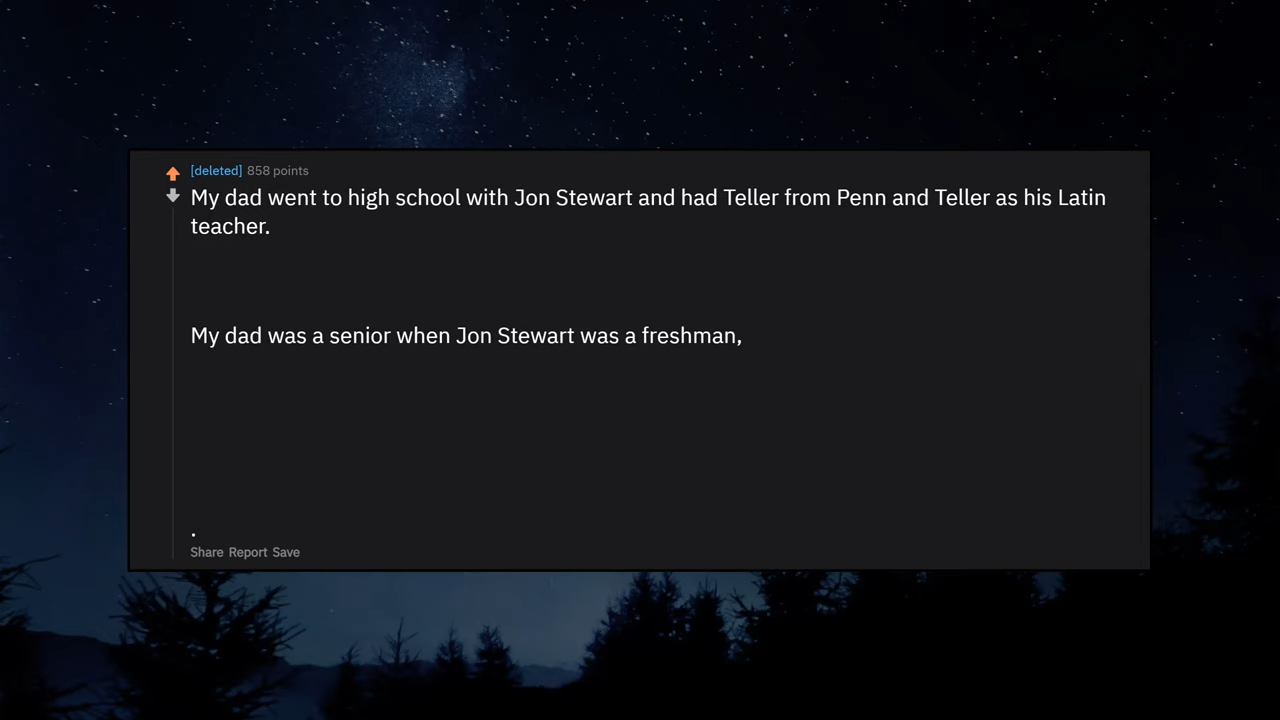 [deleted] 858 points
My dad went to high school with Jon Stewart and had Teller from Penn and Teller as his Latin
teacher.
My dad was a senior when Jon Stewart was a freshman,
.
Share Report Save